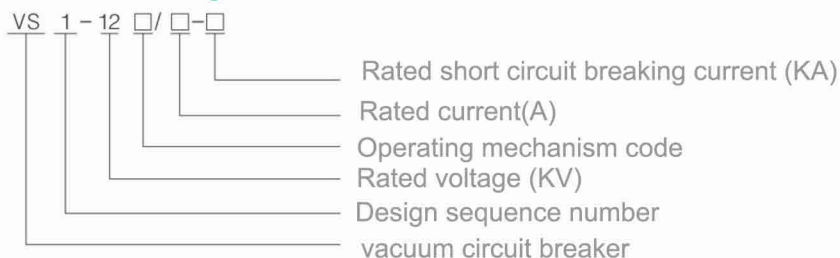 VS 1-12 □/□-□
Rated short circuit breaking current (KA)
Rated current(A)
Operating mechanism code
Rated voltage (KV)
Design sequence number
vacuum circuit breaker